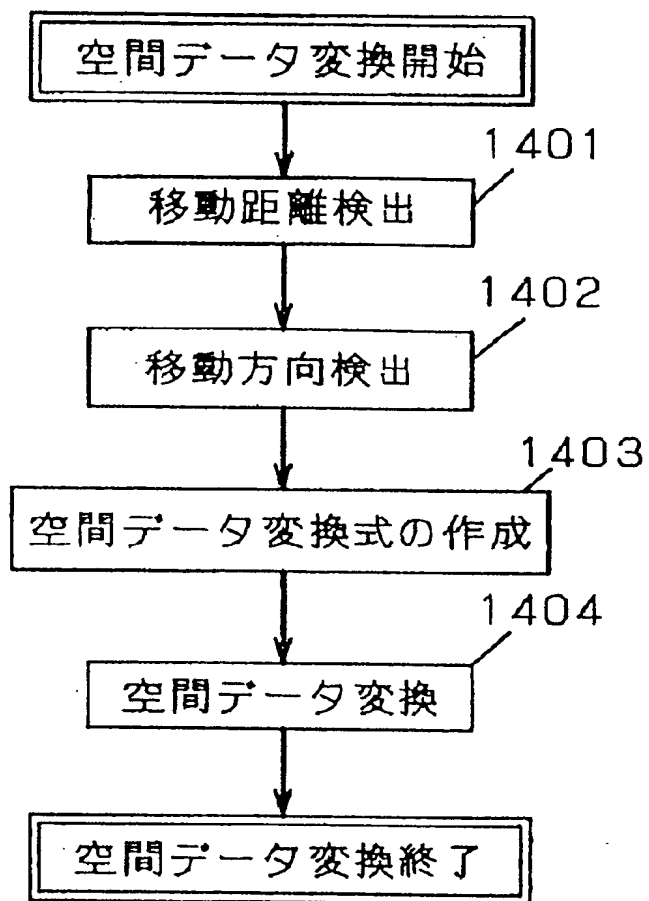 空間データ変換開始
1401
移動距離検出
1402
移動方向検出
1403
空間データ変換式の作成
1404
空間データ変換
空間データ変換終了